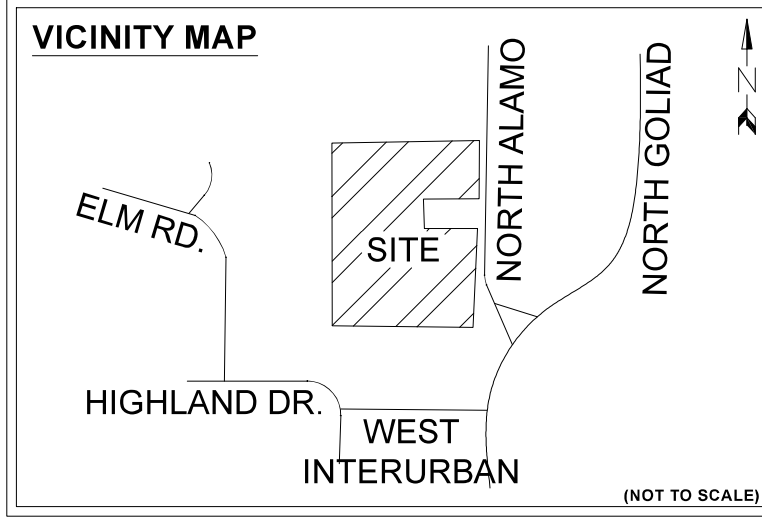 VICINITY MAP
N
NORTH ALAMO
NORTH GOLIAD
ELM RD.
SITE
HIGHLAND DR.
WEST
INTERURBAN
(NOT TO SCALE)